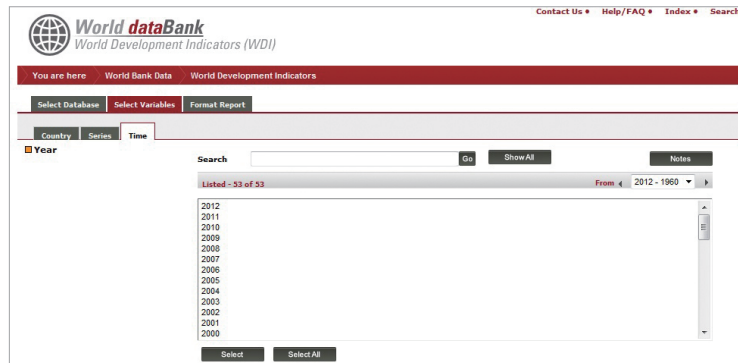 Contact Us • Help/FAQ • Index • Search
World dataBank
World Development Indicators (WDI)
You are here World Bank Data World Development Indicators
Select Database Select Variables Format Report
Country Series Time
Year
Search Go Show All Notes
Listed - 53 of 53 From 2012 - 1960
2012
2011
2010
2009
2008
2007
2006
2005
2004
2003
2002
2001
2000
Select Select All